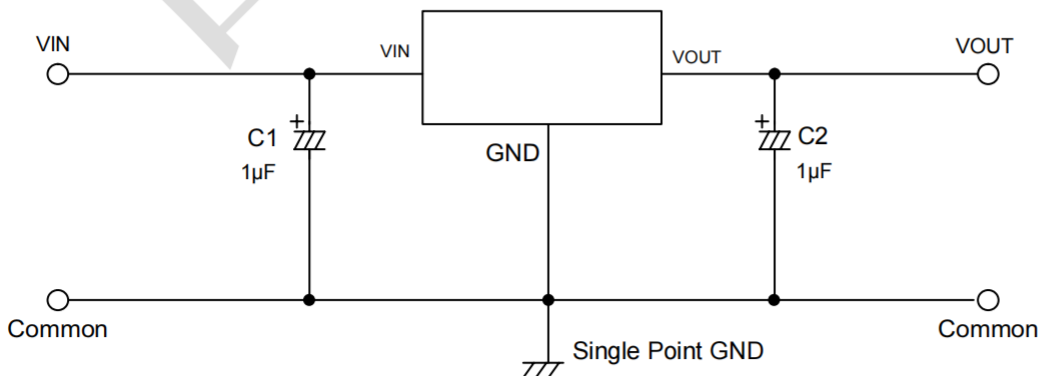 VIN
VIN
VOUT
VOUT
+
C1
1µF
GND
+
C2
1µF
Common
Common
Single Point GND